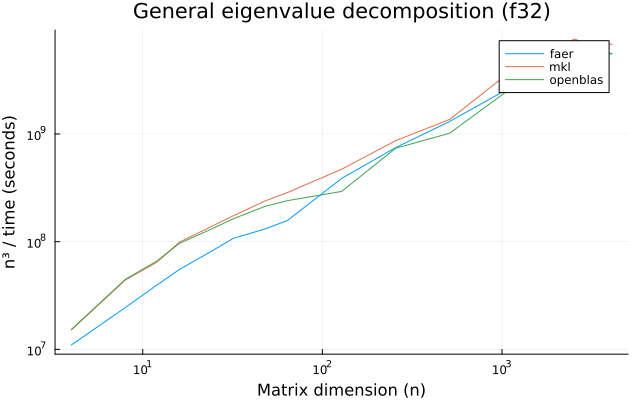 General eigenvalue decomposition (f32)
n³ / time (seconds)
10⁹
10⁸
10⁷
faer
mkl
openblas
10¹
10²
10³
Matrix dimension (n)